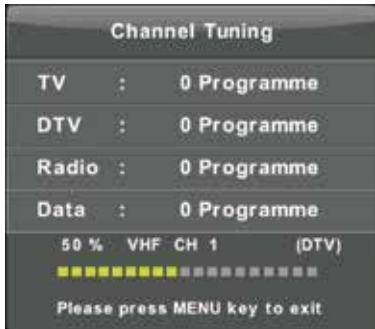 Channel Tuning
TV : 0 Programme
DTV : 0 Programme
Radio : 0 Programme
Data : 0 Programme
50 % VHF CH 1 (DTV)
Please press MENU key to exit